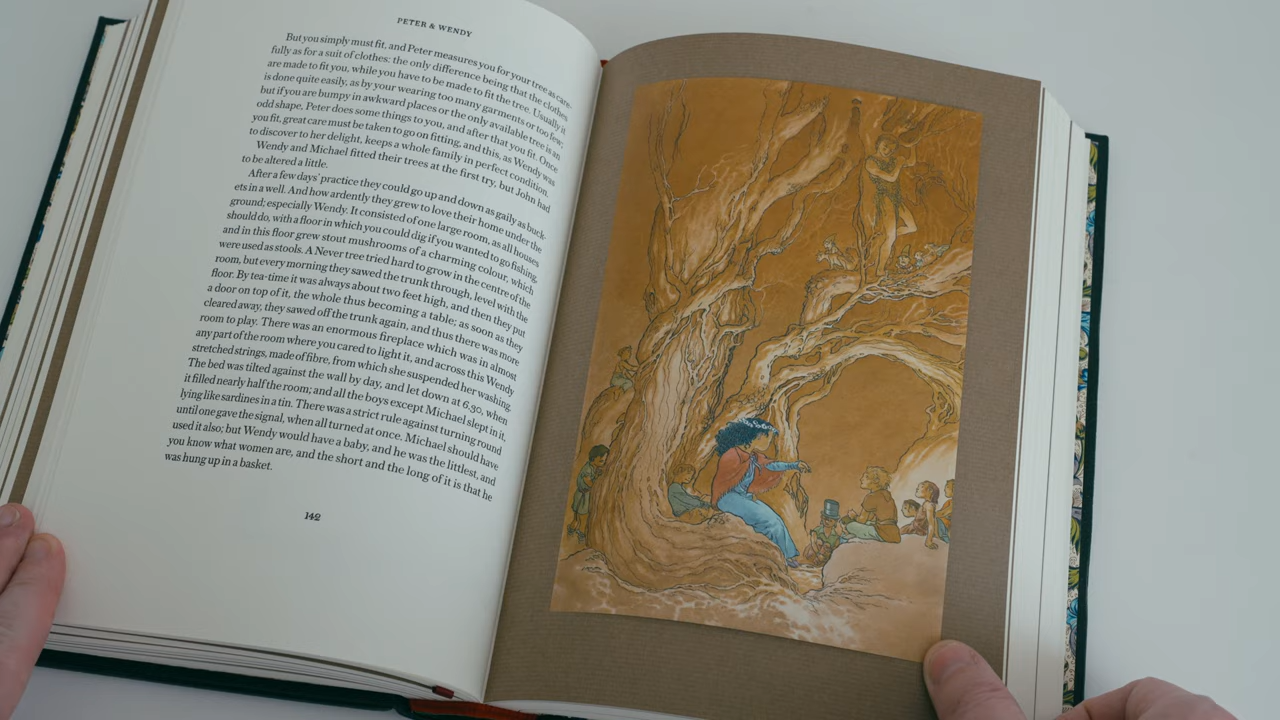 PETER & WENDY
But you simply must fit, and Peter measures you for your tree as care-
fully as for a suit of clothes: the only difference being that the clothes
are made to fit you, while you have to be made to fit the tree. Usually it
is done quite easily, as by your wearing too many garments or too few;
but if you are bumpy in awkward places or the only available tree is an
odd shape, Peter does some things to you, and after that you fit. Once
you fit, great care must be taken to go on fitting, and this, as Wendy was
to discover to her delight, keeps a whole family in perfect condition.
Wendy and Michael fitted their trees at the first try, but John had
to be altered a little.
After a few days' practice they could go up and down as gaily as buck-
ets in a well. And how ardently they grew to love their home under the
ground; especially Wendy. It consisted of one large room, as all houses
should do, with a floor in which you could dig if you wanted to go fishing,
and in this floor grew stout mushrooms of a charming colour, which
were used as stools. A Never tree tried hard to grow in the centre of the
room, but every morning they sawed the trunk through, level with the
floor. By tea-time it was always about two feet high, and then they put
a door on top of it, the whole thus becoming a table; as soon as they
cleared away, they sawed off the trunk again, and thus there was more
room to play. There was an enormous fireplace which was in almost
any part of the room where you cared to light it, and across this Wendy
stretched strings, made of fibre, from which she suspended her washing.
The bed was tilted against the wall by day, and let down at 6.30, when
it filled nearly half the room; and all the boys except Michael slept in it,
lying like sardines in a tin. There was a strict rule against turning round
until one gave the signal, when all turned at once. Michael should have
used it also; but Wendy would have a baby, and he was the littlest, and
you know what women are, and the short and the long of it is that he
was hung up in a basket.
142